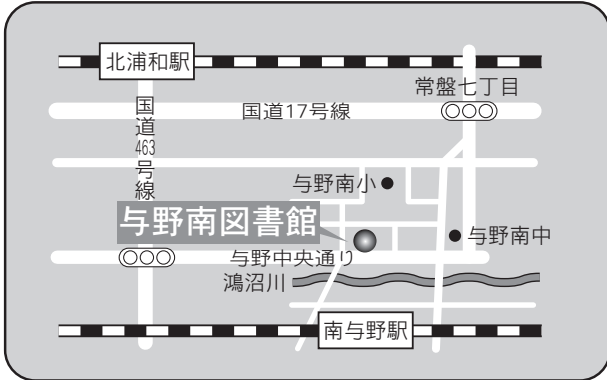 北浦和駅
常盤七丁目
国道17号線
国道463号線
与野南小
与野南図書館
与野南中
与野中央通り
鴻沼川
南与野駅